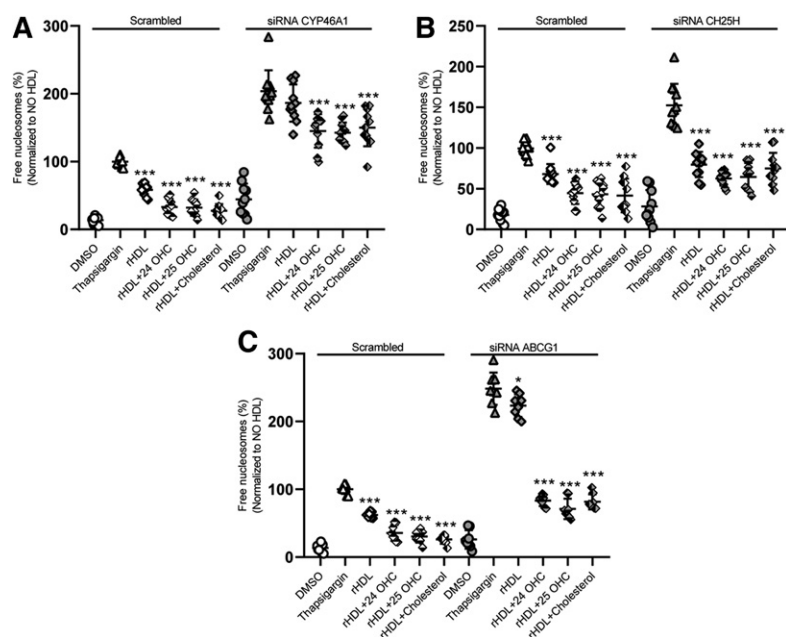 A
Scrambled
siRNA CYP46A1
Free nucleosomes (%)
(Normalized to NO HDL)
300
200
100
0
*** *** *** ***
*** *** ***
DMSO
Thapsigargin
rHDL
rHDL+24 OHC
rHDL+25 OHC
rHDL+Cholesterol
DMSO
Thapsigargin
rHDL
rHDL+24 OHC
rHDL+25 OHC
rHDL+Cholesterol
B
Scrambled
siRNA CH25H
Free nucleosomes (%)
(Normalized to NO HDL)
250
200
150
100
50
0
*** *** *** ***
*** *** *** ***
DMSO
Thapsigargin
rHDL
rHDL+24 OHC
rHDL+25 OHC
rHDL+Cholesterol
DMSO
Thapsigargin
rHDL
rHDL+24 OHC
rHDL+25 OHC
rHDL+Cholesterol
C
Scrambled
siRNA ABCG1
Free nucleosomes (%)
(Normalized to NO HDL)
300
200
100
0
*** *** *** ***
* *** *** ***
DMSO
Thapsigargin
rHDL
rHDL+24 OHC
rHDL+25 OHC
rHDL+Cholesterol
DMSO
Thapsigargin
rHDL
rHDL+24 OHC
rHDL+25 OHC
rHDL+Cholesterol